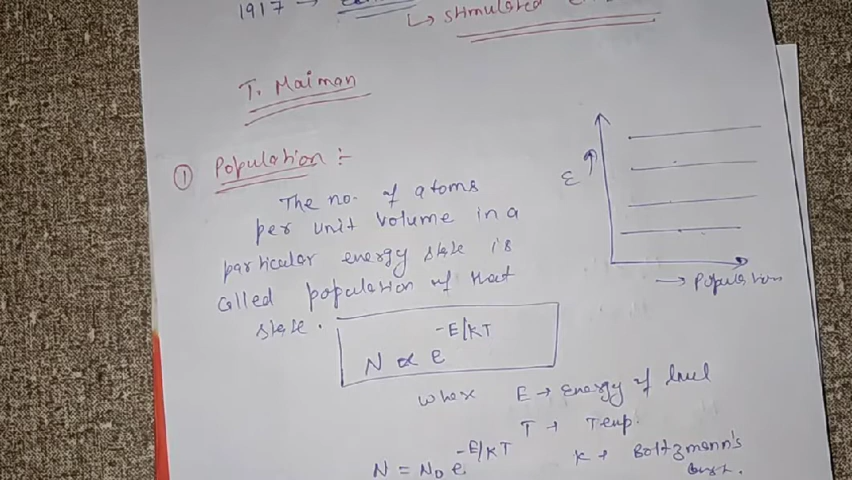 1917 →
↳ stimulated
T. Maiman
① Population :-
The no. of atoms
per unit volume in a
particular energy state is
called population of that
state.
N ∝ e^{-E/KT}
where E → Energy of level
T → Temp.
N = N₀ e^{-E/KT} K → Boltzmann's
const.
E ↑
→ Population